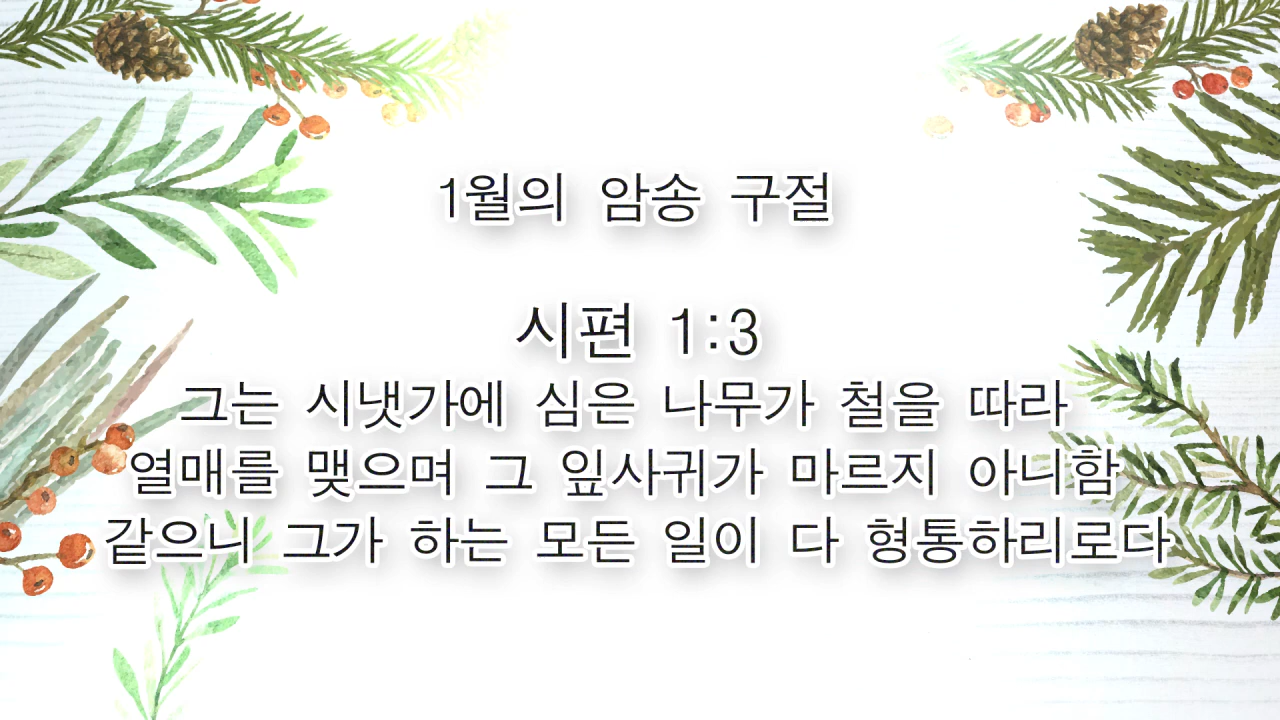 1월의 암송 구절
시편 1:3
그는 시냇가에 심은 나무가 철을 따라
열매를 맺으며 그 잎사귀가 마르지 아니함
같으니 그가 하는 모든 일이 다 형통하리로다